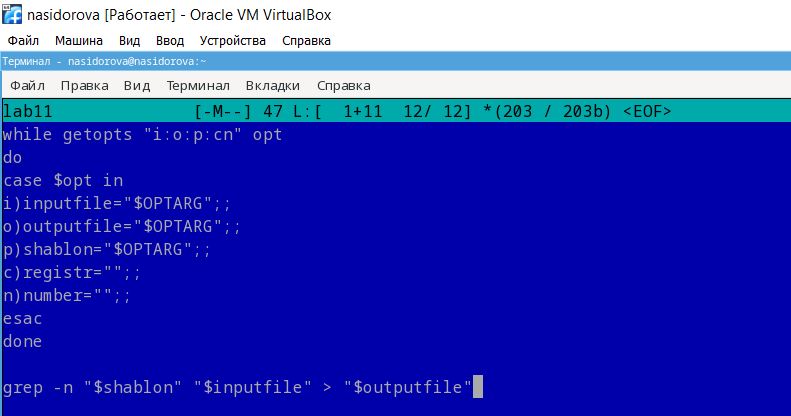 nasidorova [Работает] - Oracle VM VirtualBox
Файл Машина Вид Ввод Устройства Справка
Терминал - nasidorova@nasidorova:~
Файл Правка Вид Терминал Вкладки Справка
lab11 [-M--] 47 L:[ 1+11 12/ 12] *(203 / 203b) <EOF>
while getopts "i:o:p:cn" opt
do
case $opt in
i)inputfile="$OPTARG";;
o)outputfile="$OPTARG";;
p)shablon="$OPTARG";;
c)registr="";;
n)number="";;
esac
done
grep -n "$shablon" "$inputfile" > "$outputfile"